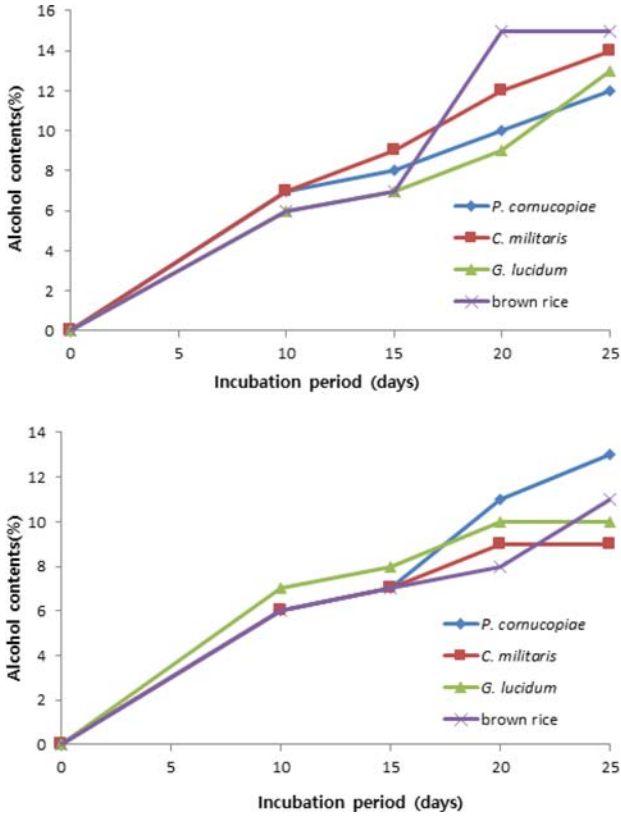 16
14
12
10
8
6
4
2
0
Alcohol contents(%)
P. cornucopiae
C. militaris
G. lucidum
brown rice
0 5 10 15 20 25
Incubation period (days)
14
12
10
8
6
4
2
0
Alcohol contents(%)
P. cornucopiae
C. militaris
G. lucidum
brown rice
0 5 10 15 20 25
Incubation period (days)